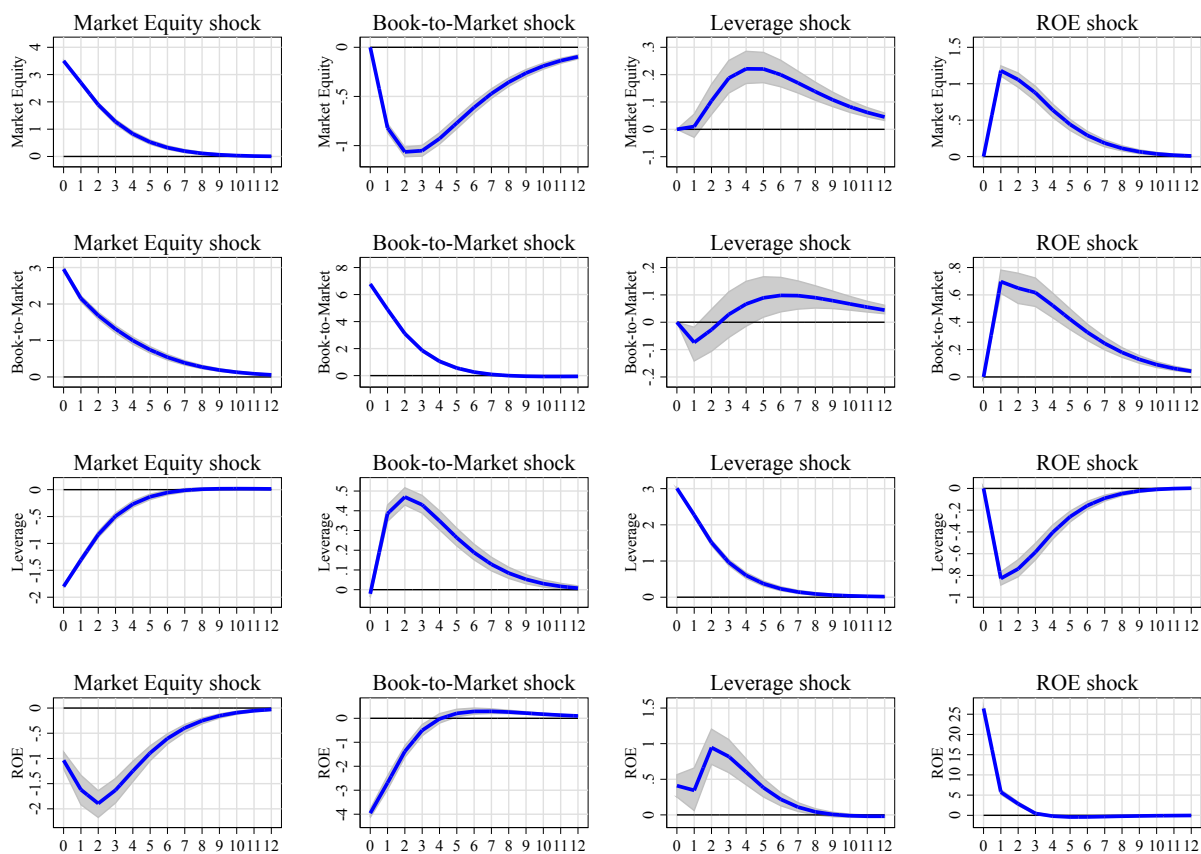 Market Equity shock
Market Equity
0 1 2 3 4
0 1 2 3 4 5 6 7 8 9 10 11 12
Book-to-Market shock
Market Equity
-1 -.5 0
0 1 2 3 4 5 6 7 8 9 10 11 12
Leverage shock
Market Equity
-.1 0 .1 .2 .3
0 1 2 3 4 5 6 7 8 9 10 11 12
ROE shock
Market Equity
0 .5 1 1.5
0 1 2 3 4 5 6 7 8 9 10 11 12
Market Equity shock
Book-to-Market
0 1 2 3
0 1 2 3 4 5 6 7 8 9 10 11 12
Book-to-Market shock
Book-to-Market
0 2 4 6 8
0 1 2 3 4 5 6 7 8 9 10 11 12
Leverage shock
Book-to-Market
-.2 -.1 0 .1 .2
0 1 2 3 4 5 6 7 8 9 10 11 12
ROE shock
Book-to-Market
0 .2 .4 .6 .8
0 1 2 3 4 5 6 7 8 9 10 11 12
Market Equity shock
Leverage
-2 -1.5 -1 -.5 0
0 1 2 3 4 5 6 7 8 9 10 11 12
Book-to-Market shock
Leverage
0 .1 .2 .3 .4 .5
0 1 2 3 4 5 6 7 8 9 10 11 12
Leverage shock
Leverage
0 1 2 3
0 1 2 3 4 5 6 7 8 9 10 11 12
ROE shock
Leverage
-1 -.8 -.6 -.4 -.2 0
0 1 2 3 4 5 6 7 8 9 10 11 12
Market Equity shock
ROE
-2 -1.5 -1 -.5 0
0 1 2 3 4 5 6 7 8 9 10 11 12
Book-to-Market shock
ROE
-4 -3 -2 -1 0
0 1 2 3 4 5 6 7 8 9 10 11 12
Leverage shock
ROE
0 .5 1 1.5
0 1 2 3 4 5 6 7 8 9 10 11 12
ROE shock
ROE
0 5 10 15 20 25
0 1 2 3 4 5 6 7 8 9 10 11 12